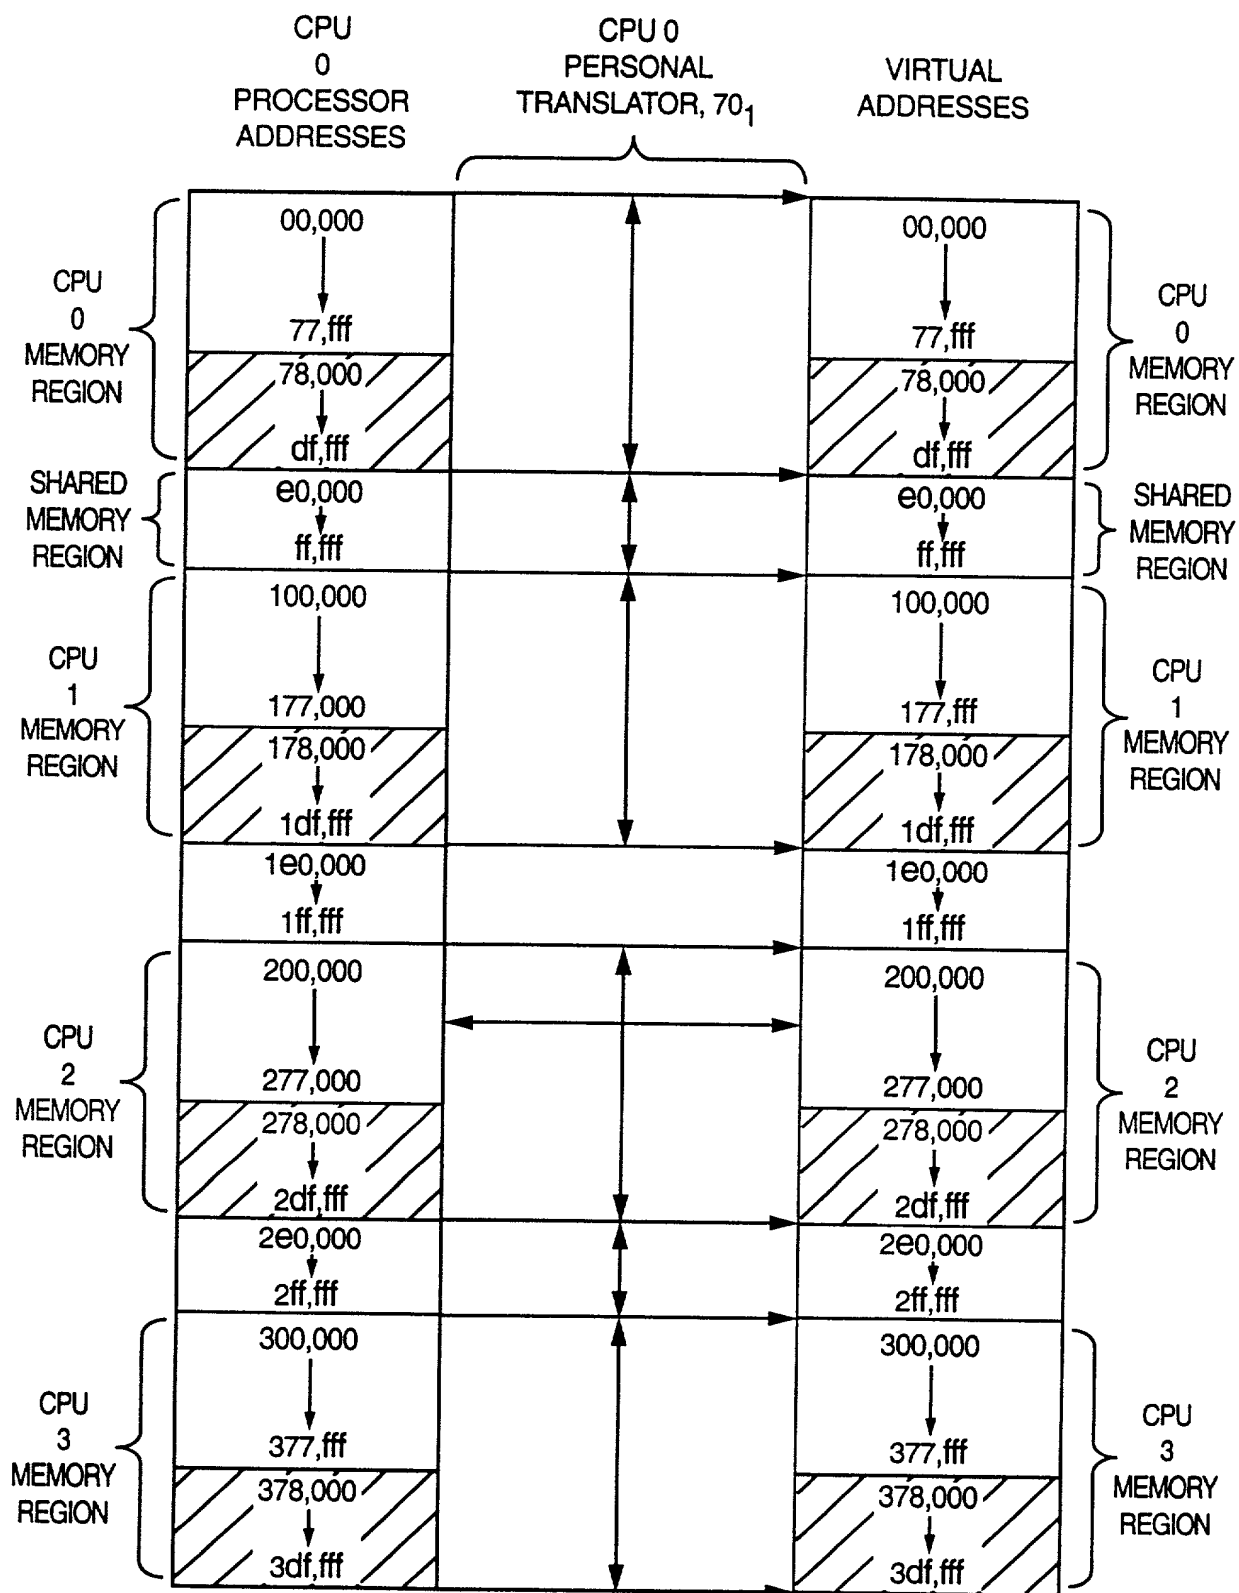 CPU
0
PROCESSOR
ADDRESSES
CPU 0
PERSONAL
TRANSLATOR, 70₁
VIRTUAL
ADDRESSES
CPU
0
MEMORY
REGION
00,000
77,fff
78,000
df,fff
00,000
77,fff
78,000
df,fff
CPU
0
MEMORY
REGION
SHARED
MEMORY
REGION
e0,000
ff,fff
e0,000
ff,fff
SHARED
MEMORY
REGION
CPU
1
MEMORY
REGION
100,000
177,000
178,000
1df,fff
100,000
177,fff
178,000
1df,fff
CPU
1
MEMORY
REGION
1e0,000
1ff,fff
1e0,000
1ff,fff
CPU
2
MEMORY
REGION
200,000
277,000
278,000
2df,fff
200,000
277,000
278,000
2df,fff
CPU
2
MEMORY
REGION
2e0,000
2ff,fff
2e0,000
2ff,fff
CPU
3
MEMORY
REGION
300,000
377,fff
378,000
3df,fff
300,000
377,fff
378,000
3df,fff
CPU
3
MEMORY
REGION